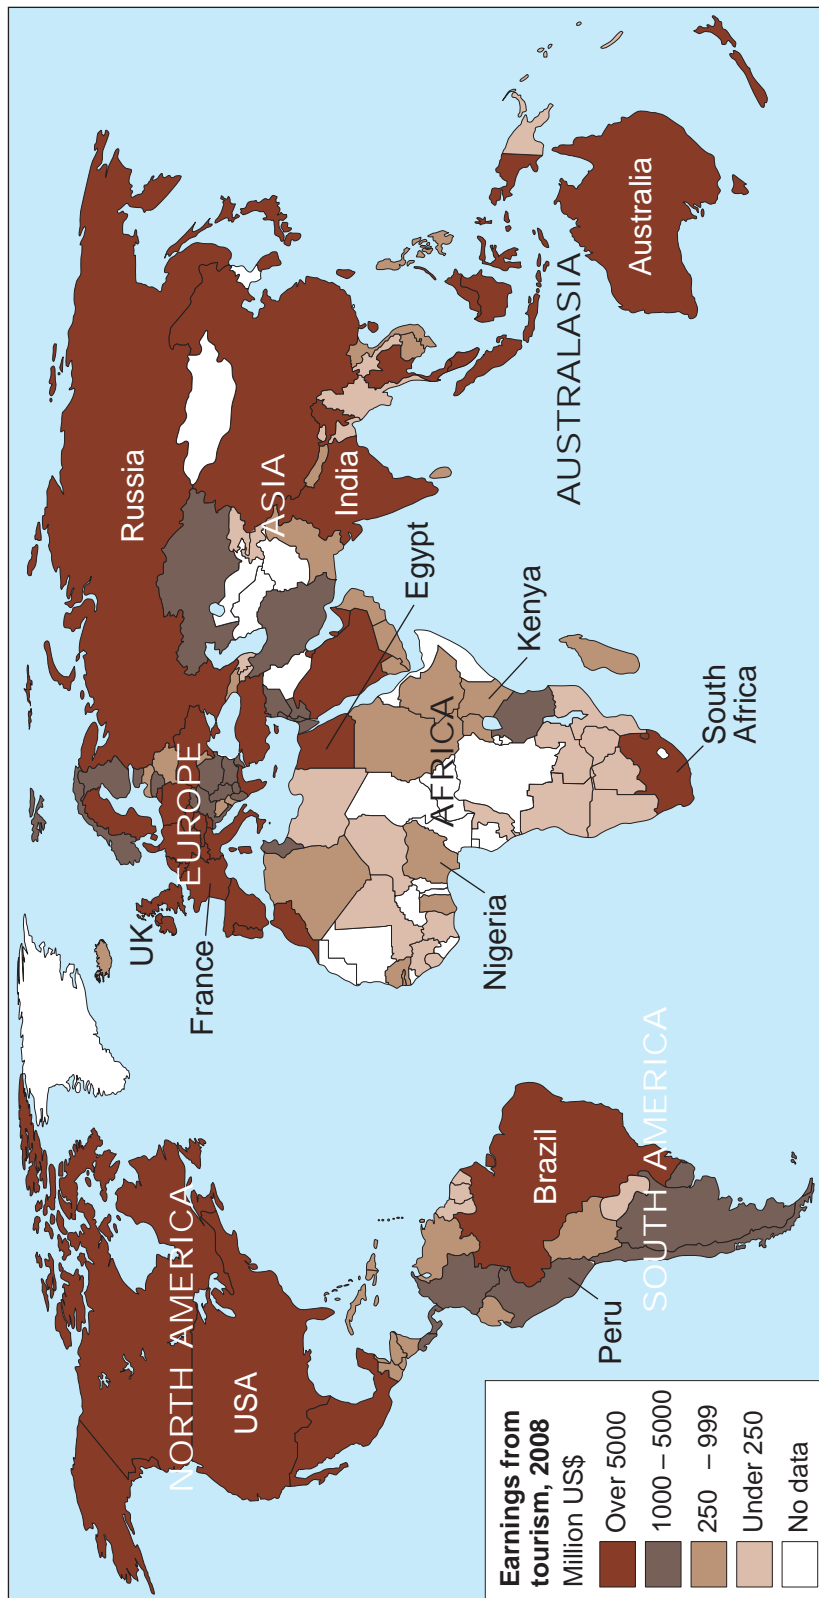 NORTH AMERICA
USA
UK
France
EUROPE
Russia
ASIA
India
Egypt
AFRICA
Kenya
Nigeria
South
Africa
AUSTRALASIA
Australia
Brazil
SOUTH AMERICA
Peru
Earnings from
tourism, 2008
Million US$
Over 5000
1000 – 5000
250 – 999
Under 250
No data